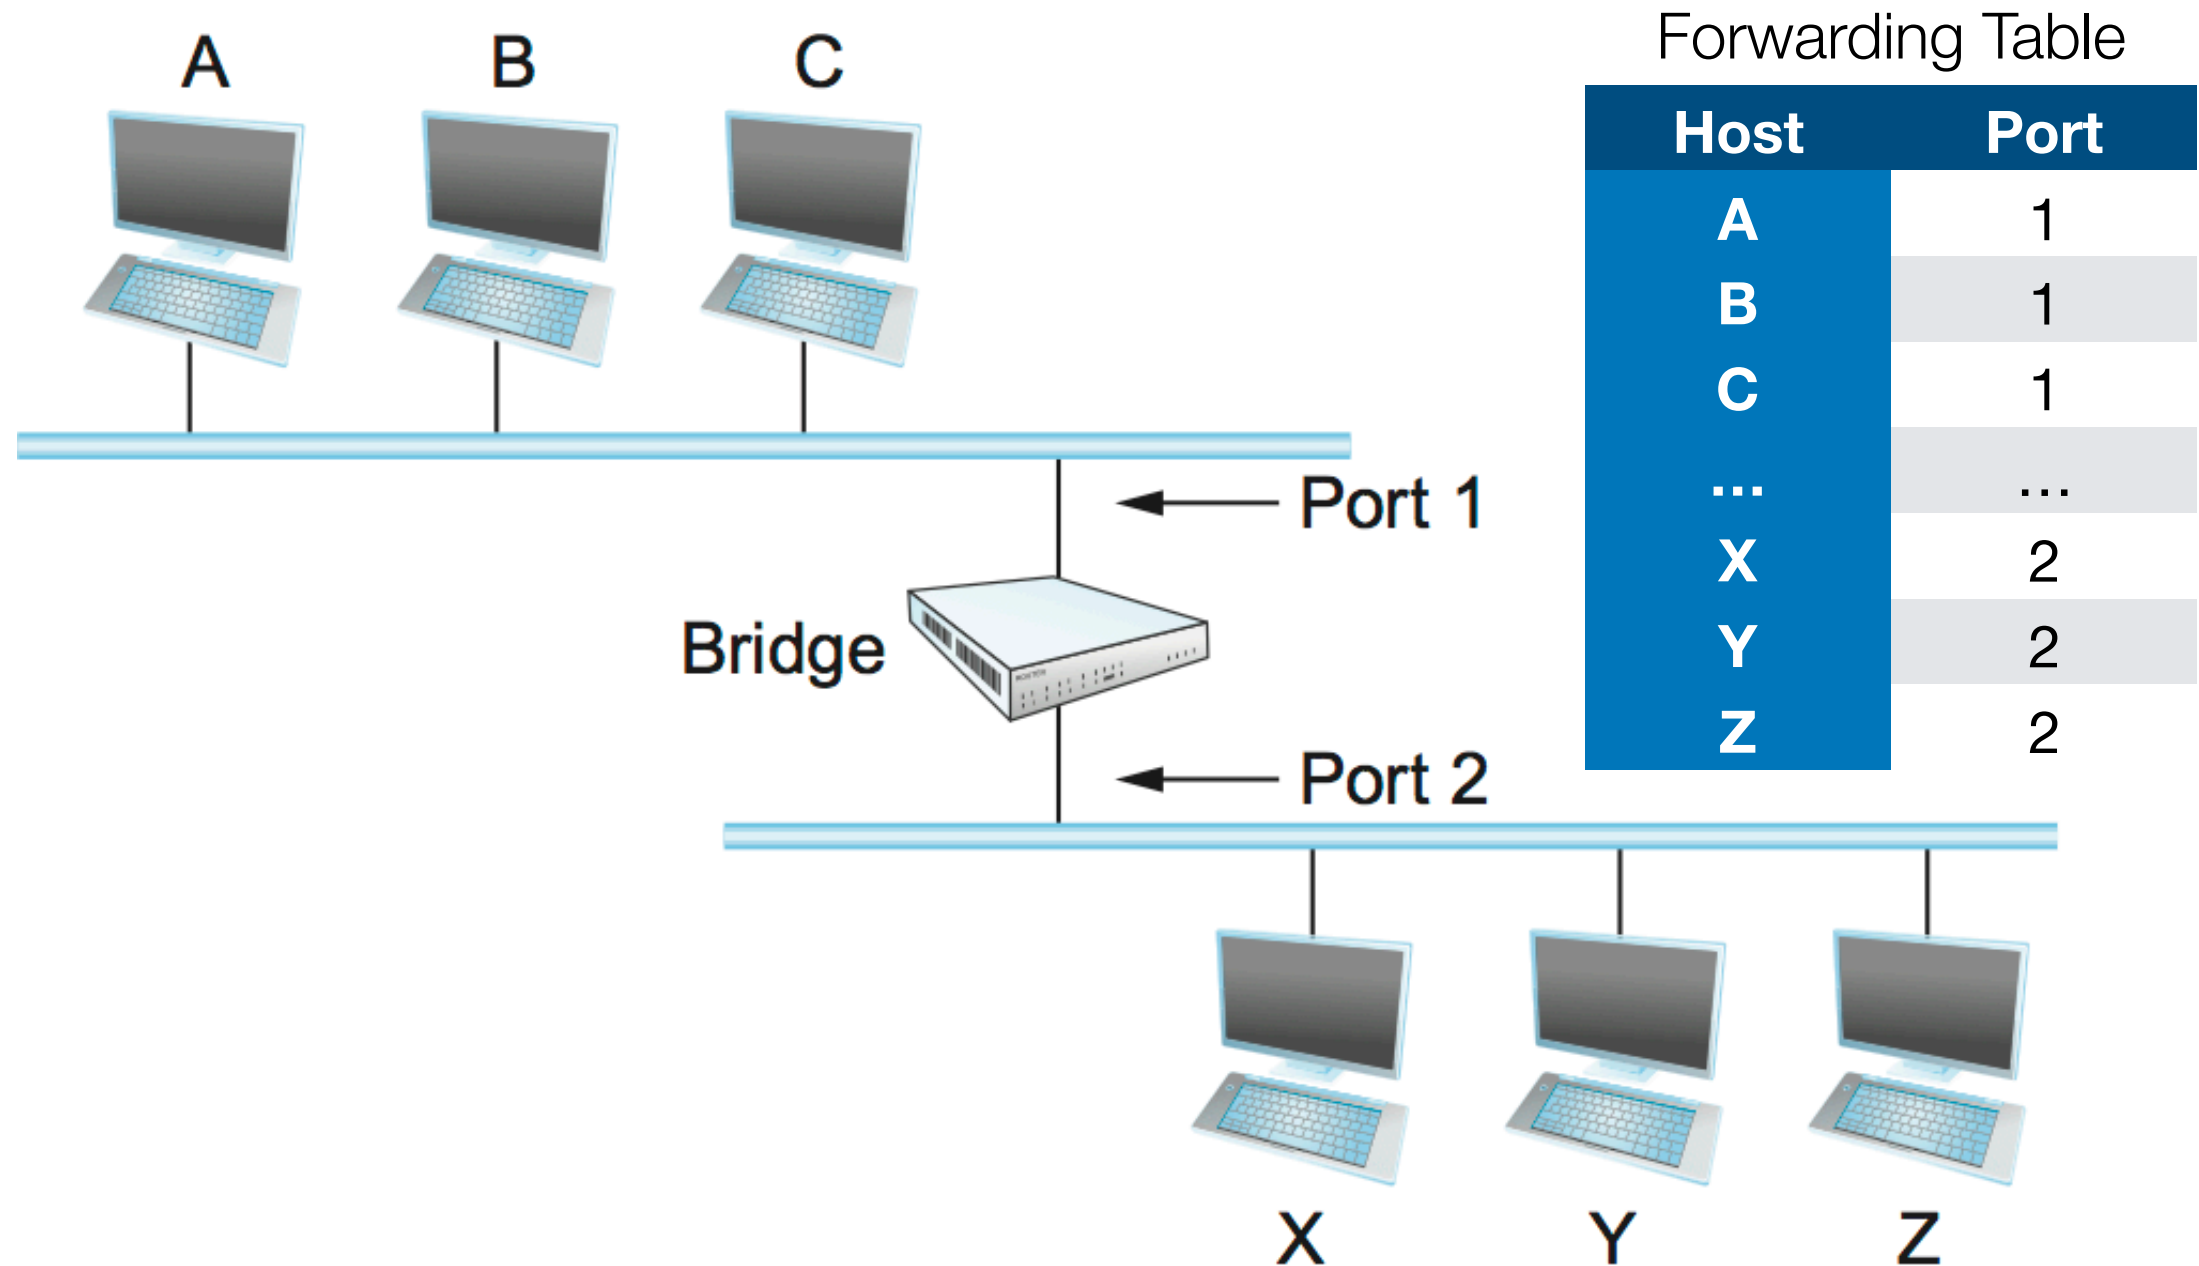 A B C
Forwarding Table
Host Port
A 1
B 1
C 1
... ...
X 2
Y 2
Z 2
Port 1
Bridge
Port 2
X Y Z